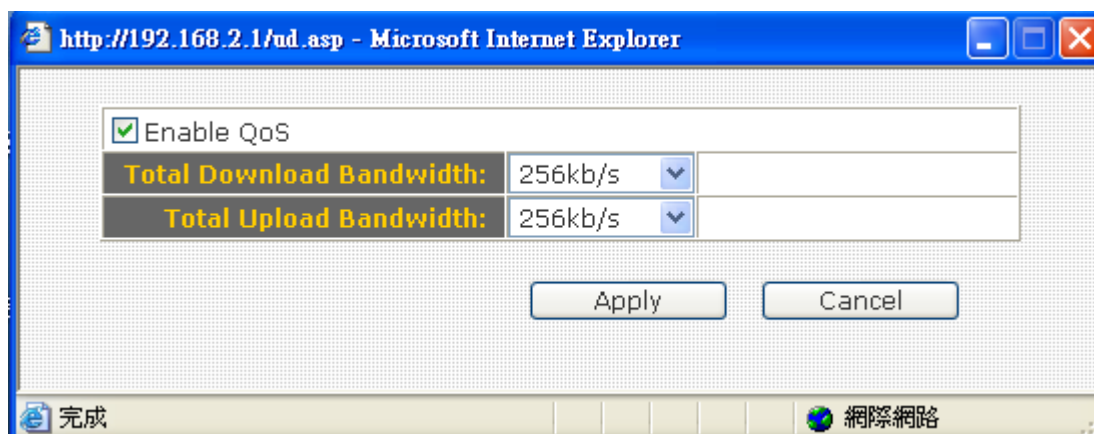 http://192.168.2.1/ud.asp - Microsoft Internet Explorer
Enable QoS
Total Download Bandwidth: 256kb/s
Total Upload Bandwidth: 256kb/s
Apply Cancel
完成 網際網路